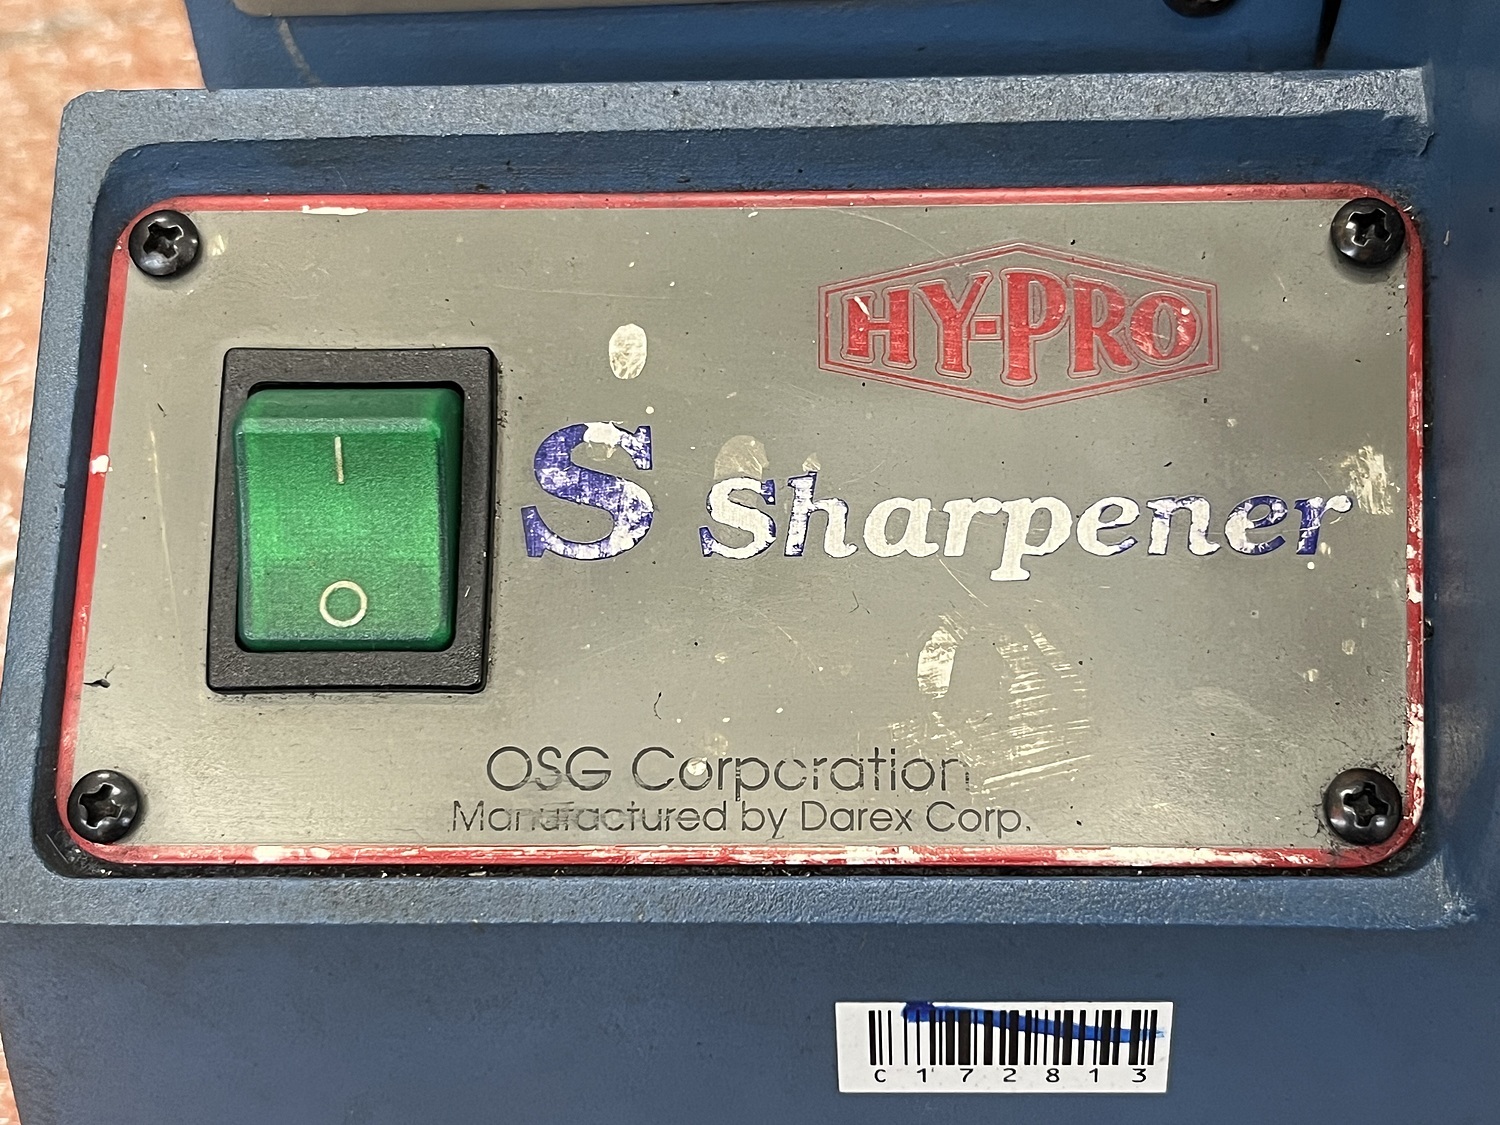 HY-PRO
S Sharpener
OSG Corporation
Manufactured by Darex Corp.
C172813